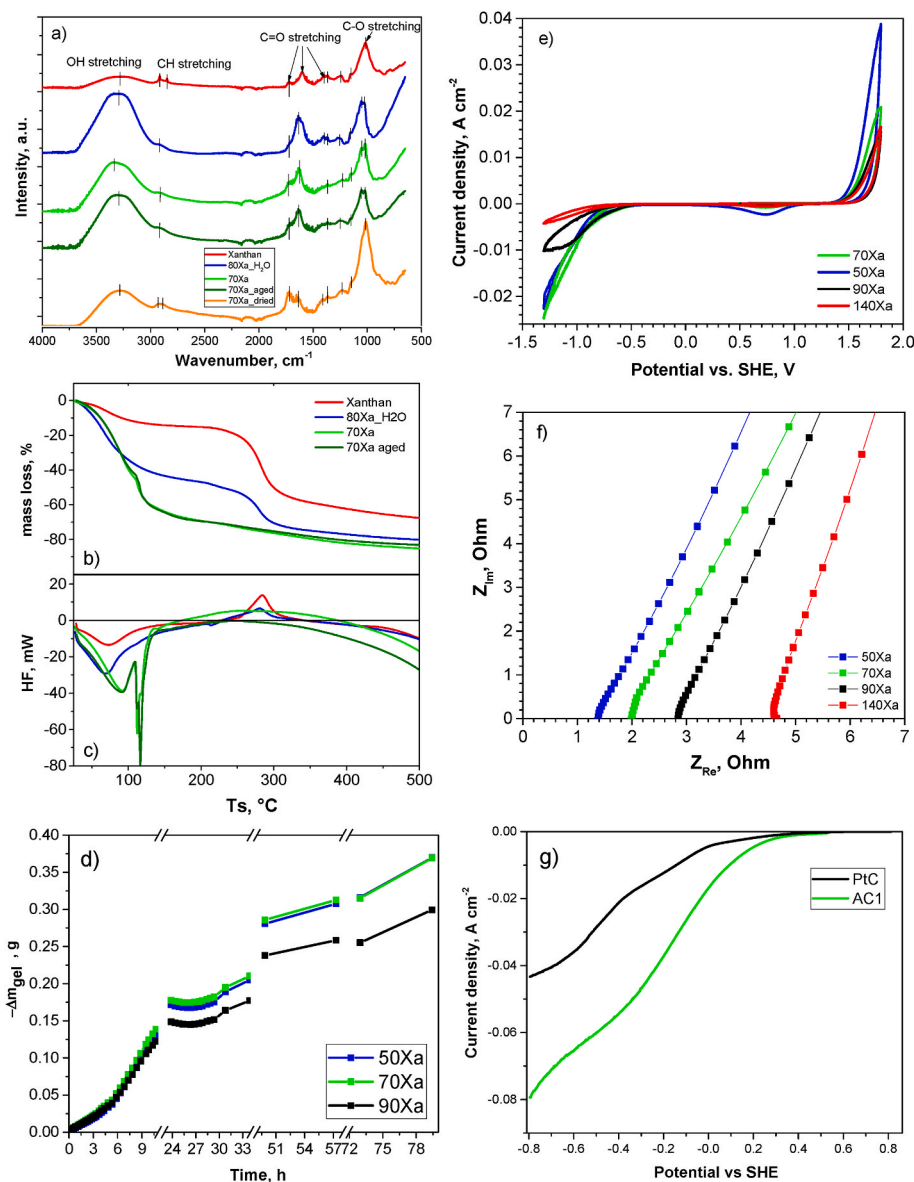 a)
C-O stretching
C=O stretching
OH stretching
CH stretching
Intensity, a.u.
Xanthan
80Xa_H₂O
70Xa
70Xa_aged
70Xa_dried
4000 3500 3000 2500 2000 1500 1000 500
Wavenumber, cm⁻¹
0
-20
-40
-60
-80
mass loss, %
Xanthan
80Xa_H2O
70Xa
70Xa aged
b)
20
0
-20
-40
-60
-80
HF, mW
c)
100 200 300 400 500
Ts, °C
d)
0.40
0.35
0.30
0.25
0.20
0.15
0.10
0.05
0.00
−Δm_gel , g
50Xa
70Xa
90Xa
0 3 6 9 24 27 30 33 51 54 57 72 75 78
Time, h
e)
0.04
0.03
0.02
0.01
0.00
-0.01
-0.02
Current density, A cm⁻²
70Xa
50Xa
90Xa
140Xa
-1.5 -1.0 -0.5 0.0 0.5 1.0 1.5 2.0
Potential vs. SHE, V
f)
7
6
5
4
3
2
1
0
Z_Im, Ohm
50Xa
70Xa
90Xa
140Xa
0 1 2 3 4 5 6 7
Z_Re, Ohm
g)
0.00
-0.02
-0.04
-0.06
-0.08
Current density, A cm⁻²
PtC
AC1
-0.8 -0.6 -0.4 -0.2 -0.0 0.2 0.4 0.6 0.8
Potential vs SHE